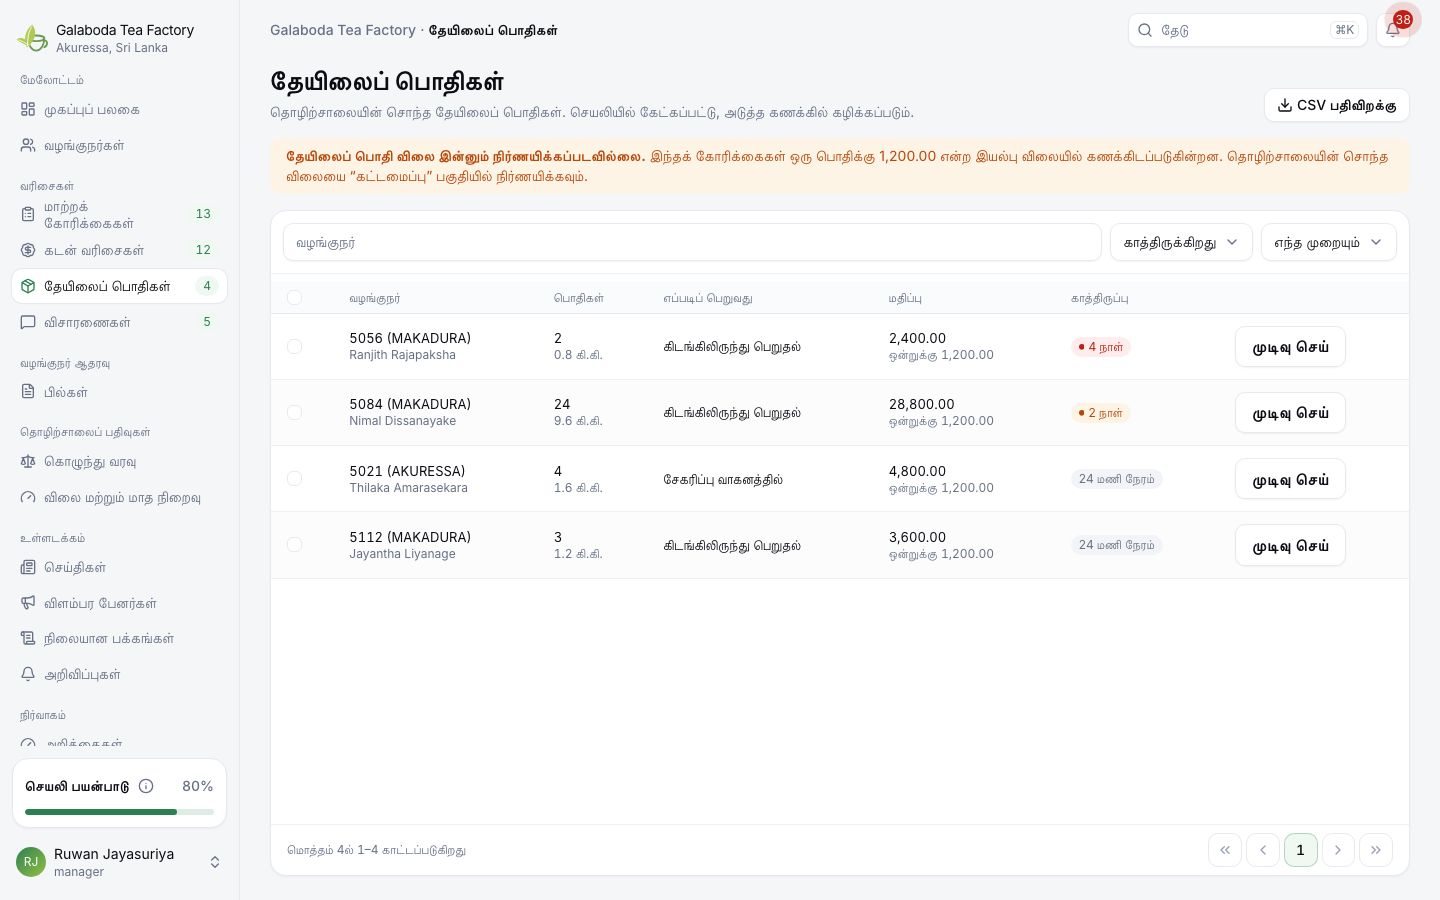 Galaboda Tea Factory
Akuressa, Sri Lanka
மேலோட்டம்
முகப்புப் பலகை
வழங்குநர்கள்
வரிசைகள்
மாற்றக்
கோரிக்கைகள்
13
கடன் வரிசைகள்
12
தேயிலைப் பொதிகள்
4
விசாரணைகள்
5
வழங்குநர் ஆதரவு
பில்கள்
தொழிற்சாலைப் பதிவுகள்
கொழுந்து வரவு
விலை மற்றும் மாத நிறைவு
உள்ளடக்கம்
செய்திகள்
விளம்பர பேனர்கள்
நிலையான பக்கங்கள்
அறிவிப்புகள்
நிர்வாகம்
அறிக்கைகள்
செயலி பயன்பாடு
80%
RJ
Ruwan Jayasuriya
manager
Galaboda Tea Factory · தேயிலைப் பொதிகள்
தேடு
⌘K
38
தேயிலைப் பொதிகள்
தொழிற்சாலையின் சொந்த தேயிலைப் பொதிகள். செயலியில் கேட்கப்பட்டு, அடுத்த கணக்கில் கழிக்கப்படும்.
CSV பதிவிறக்கு
தேயிலைப் பொதி விலை இன்னும் நிர்ணயிக்கப்படவில்லை. இந்தக் கோரிக்கைகள் ஒரு பொதிக்கு 1,200.00 என்ற இயல்பு விலையில் கணக்கிடப்படுகின்றன. தொழிற்சாலையின் சொந்த
விலையை “கட்டமைப்பு” பகுதியில் நிர்ணயிக்கவும்.
வழங்குநர்
காத்திருக்கிறது
எந்த முறையும்
வழங்குநர்
பொதிகள்
எப்படிப் பெறுவது
மதிப்பு
காத்திருப்பு
5056 (MAKADURA)
Ranjith Rajapaksha
2
0.8 கி.கி.
கிடங்கிலிருந்து பெறுதல்
2,400.00
ஒன்றுக்கு 1,200.00
4 நாள்
முடிவு செய்
5084 (MAKADURA)
Nimal Dissanayake
24
9.6 கி.கி.
கிடங்கிலிருந்து பெறுதல்
28,800.00
ஒன்றுக்கு 1,200.00
2 நாள்
முடிவு செய்
5021 (AKURESSA)
Thilaka Amarasekara
4
1.6 கி.கி.
சேகரிப்பு வாகனத்தில்
4,800.00
ஒன்றுக்கு 1,200.00
24 மணி நேரம்
முடிவு செய்
5112 (MAKADURA)
Jayantha Liyanage
3
1.2 கி.கி.
கிடங்கிலிருந்து பெறுதல்
3,600.00
ஒன்றுக்கு 1,200.00
24 மணி நேரம்
முடிவு செய்
மொத்தம் 4ல் 1–4 காட்டப்படுகிறது
1